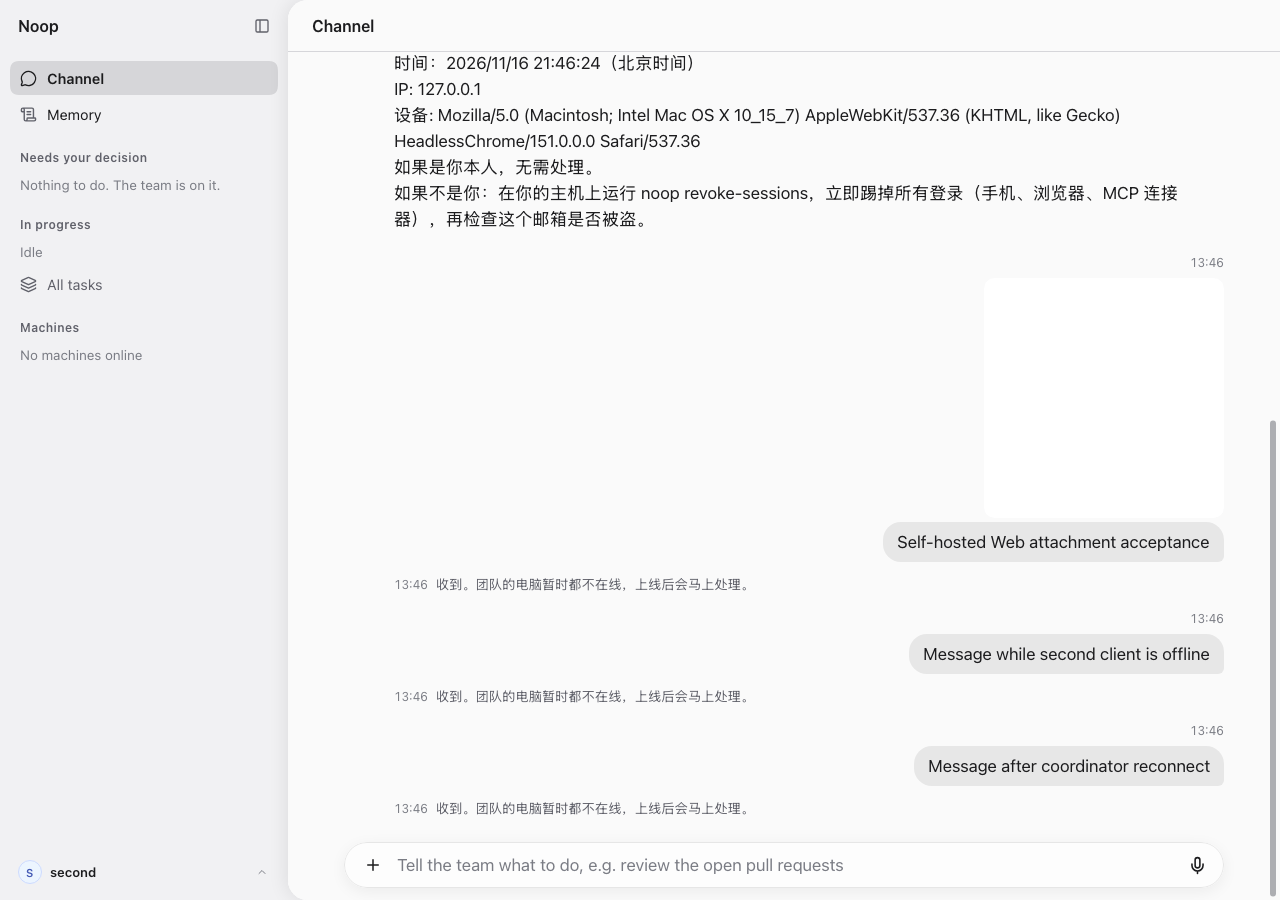 Noop
Channel
Memory
Needs your decision
Nothing to do. The team is on it.
In progress
Idle
All tasks
Machines
No machines online
S second
Channel
时间：2026/11/16 21:46:24（北京时间）
IP: 127.0.0.1
设备: Mozilla/5.0 (Macintosh; Intel Mac OS X 10_15_7) AppleWebKit/537.36 (KHTML, like Gecko)
HeadlessChrome/151.0.0.0 Safari/537.36
如果是你本人，无需处理。
如果不是你：在你的主机上运行 noop revoke-sessions，立即踢掉所有登录（手机、浏览器、MCP 连接
器），再检查这个邮箱是否被盗。
13:46
Self-hosted Web attachment acceptance
13:46 收到。团队的电脑暂时都不在线，上线后会马上处理。
13:46
Message while second client is offline
13:46 收到。团队的电脑暂时都不在线，上线后会马上处理。
13:46
Message after coordinator reconnect
13:46 收到。团队的电脑暂时都不在线，上线后会马上处理。
Tell the team what to do, e.g. review the open pull requests